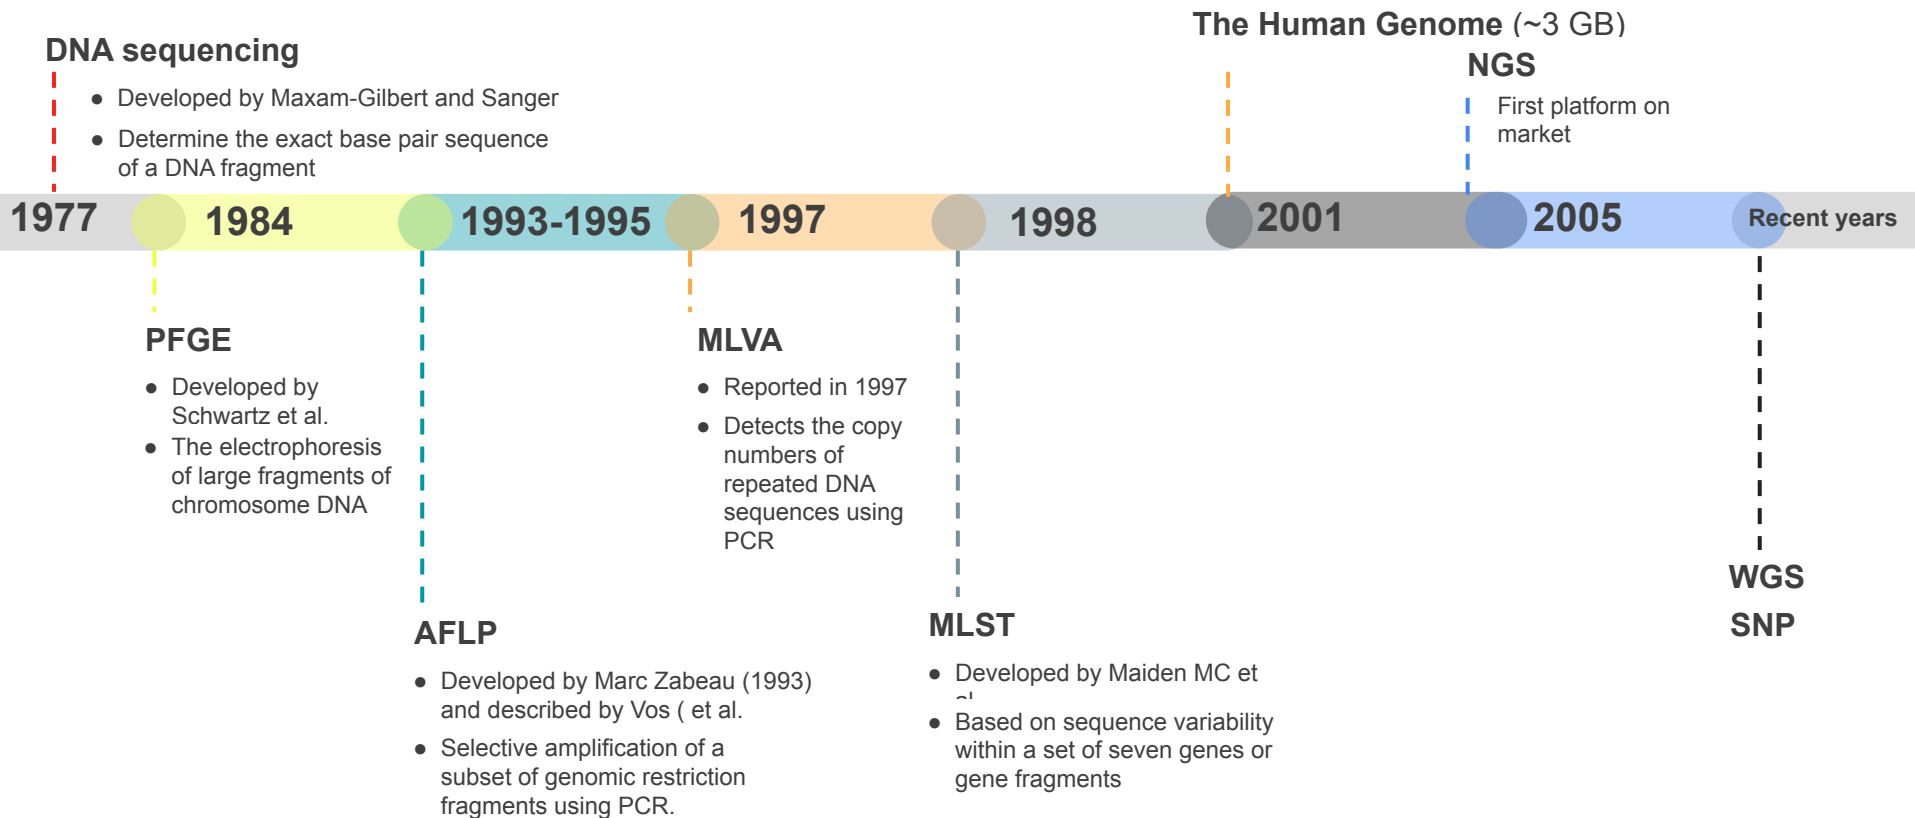 The Human Genome (~3 GB)
DNA sequencing
● Developed by Maxam-Gilbert and Sanger
● Determine the exact base pair sequence
of a DNA fragment
NGS
First platform on
market
1977
1984
1993-1995
1997
1998
2001
2005
Recent years
PFGE
● Developed by
Schwartz et al.
● The electrophoresis
of large fragments of
chromosome DNA
AFLP
● Developed by Marc Zabeau (1993)
and described by Vos ( et al.
● Selective amplification of a
subset of genomic restriction
fragments using PCR.
MLVA
● Reported in 1997
● Detects the copy
numbers of
repeated DNA
sequences using
PCR
MLST
● Developed by Maiden MC et
● Based on sequence variability
within a set of seven genes or
gene fragments
WGS
SNP